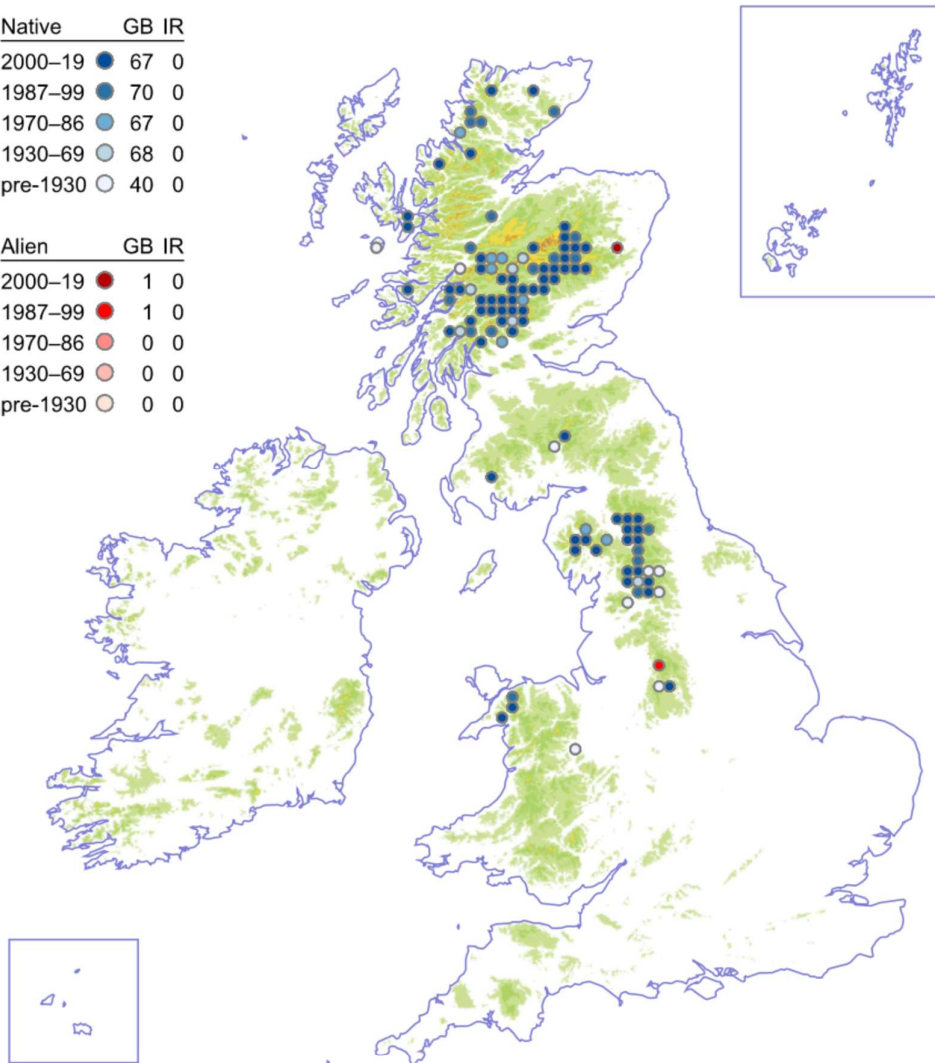 Native GB IR
2000–19 67 0
1987–99 70 0
1970–86 67 0
1930–69 68 0
pre-1930 40 0
Alien GB IR
2000–19 1 0
1987–99 1 0
1970–86 0 0
1930–69 0 0
pre-1930 0 0